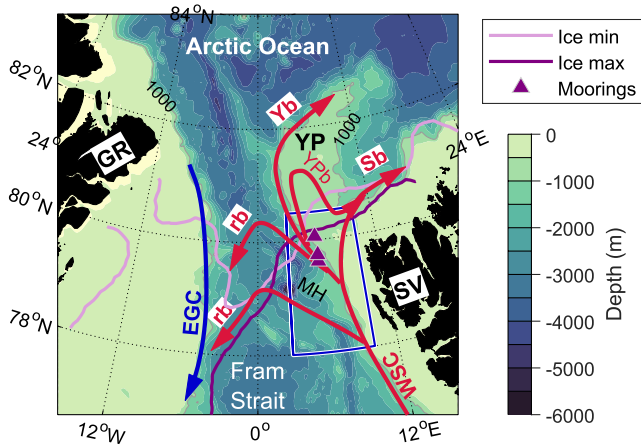 84°N
82°N
24°
80°N
78°N
12°W
0°
12°E
24°E
Arctic Ocean
1000
1000
GR
Yb
YP
YPb
Sb
rb
rb
MH
SV
EGC
WSC
Fram
Strait
Ice min
Ice max
Moorings
0
-1000
-2000
-3000
-4000
-5000
-6000
Depth (m)